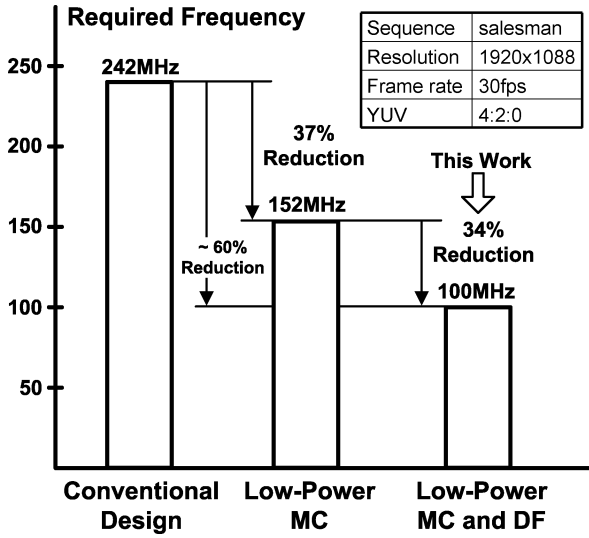 Required Frequency
Sequence salesman
Resolution 1920x1088
Frame rate 30fps
YUV 4:2:0
250
200
150
100
50
242MHz
37%
Reduction
This Work
152MHz
34%
Reduction
~ 60%
Reduction
100MHz
Conventional
Design
Low-Power
MC
Low-Power
MC and DF